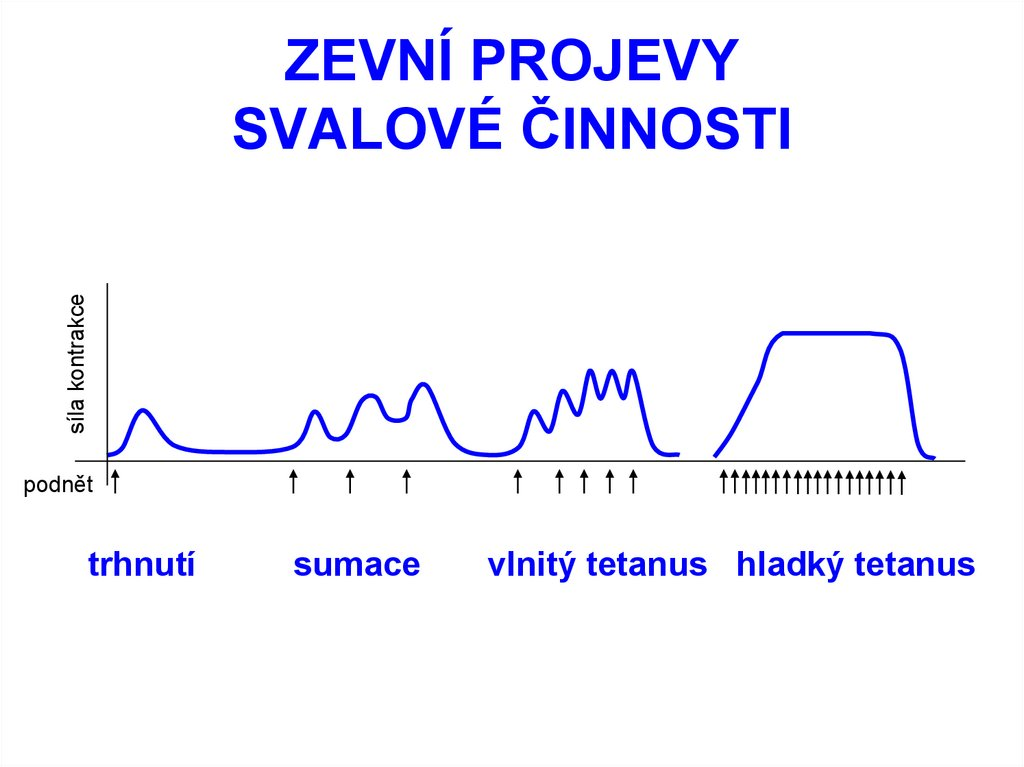 ZEVNÍ PROJEVY
SVALOVÉ ČINNOSTI
síla kontrakce
podnět
trhnutí sumace vlnitý tetanus hladký tetanus